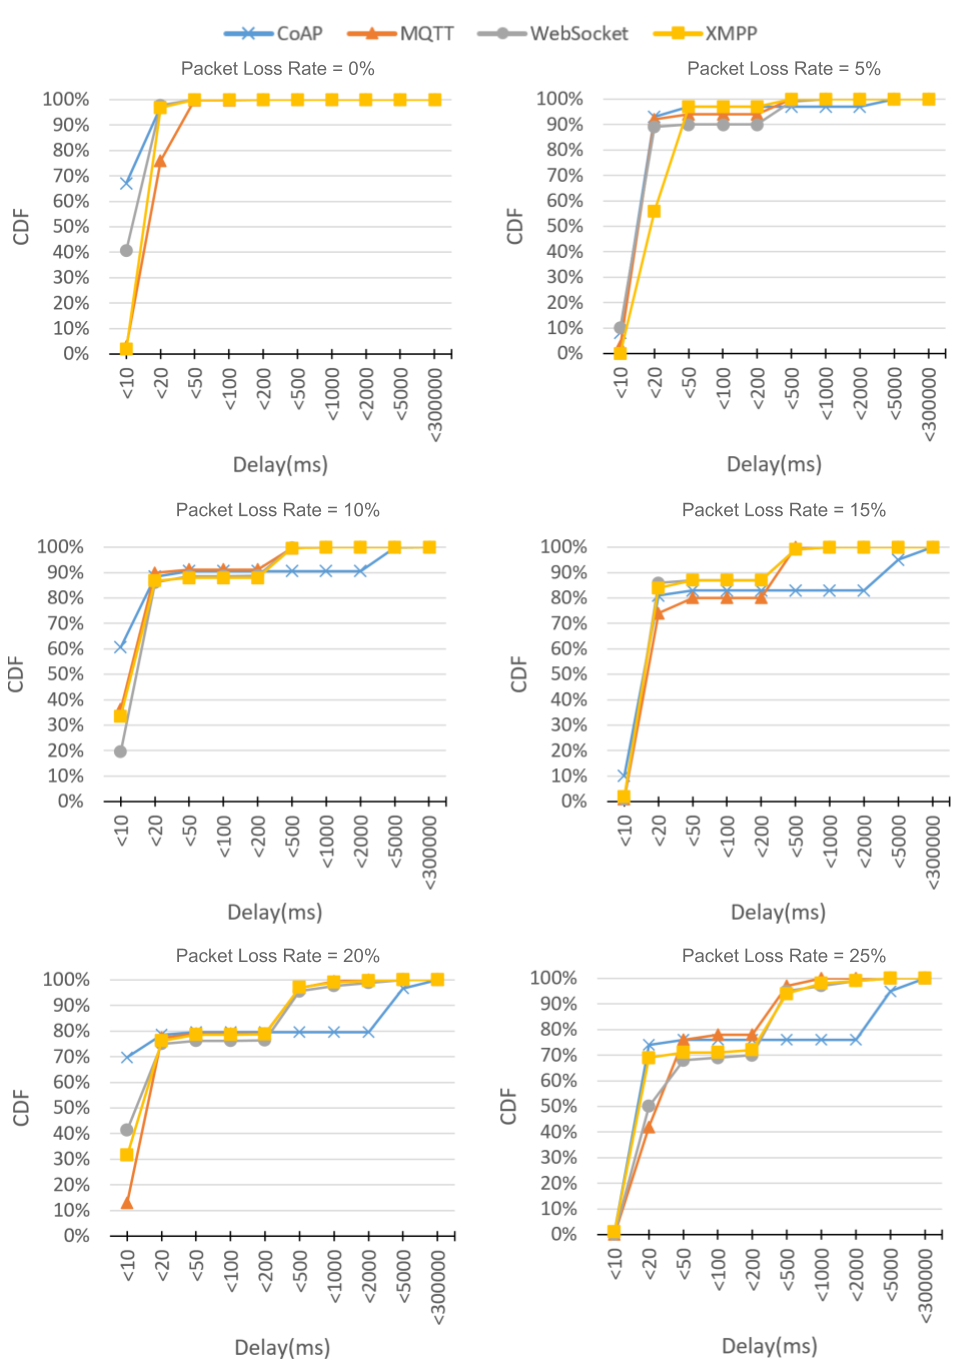 CoAP MQTT WebSocket XMPP
Packet Loss Rate = 0%
100%
90%
80%
70%
60%
50%
40%
30%
20%
10%
0%
CDF
<10 <20 <50 <100 <200 <500 <1000 <2000 <5000 <300000
Delay(ms)
Packet Loss Rate = 5%
100%
90%
80%
70%
60%
50%
40%
30%
20%
10%
0%
CDF
<10 <20 <50 <100 <200 <500 <1000 <2000 <5000 <300000
Delay(ms)
Packet Loss Rate = 10%
100%
90%
80%
70%
60%
50%
40%
30%
20%
10%
0%
CDF
<10 <20 <50 <100 <200 <500 <1000 <2000 <5000 <300000
Delay(ms)
Packet Loss Rate = 15%
100%
90%
80%
70%
60%
50%
40%
30%
20%
10%
0%
CDF
<10 <20 <50 <100 <200 <500 <1000 <2000 <5000 <300000
Delay(ms)
Packet Loss Rate = 20%
100%
90%
80%
70%
60%
50%
40%
30%
20%
10%
0%
CDF
<10 <20 <50 <100 <200 <500 <1000 <2000 <5000 <300000
Delay(ms)
Packet Loss Rate = 25%
100%
90%
80%
70%
60%
50%
40%
30%
20%
10%
0%
CDF
<10 <20 <50 <100 <200 <500 <1000 <2000 <5000 <300000
Delay(ms)